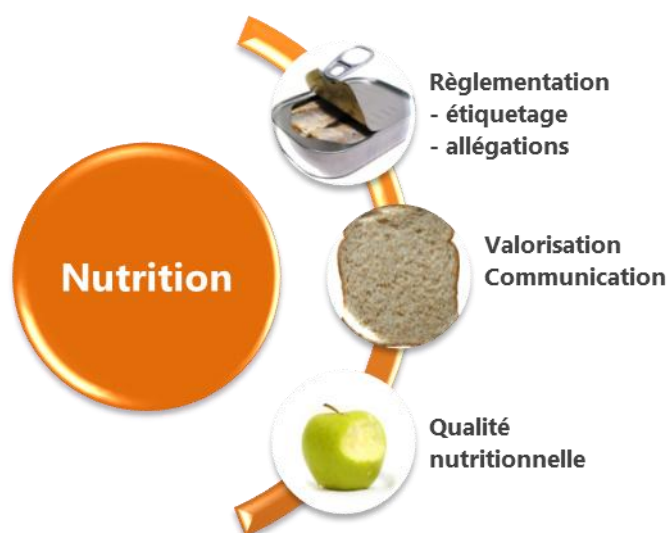 Nutrition
Règlementation
- étiquetage
- allégations
Valorisation
Communication
Qualité
nutritionnelle